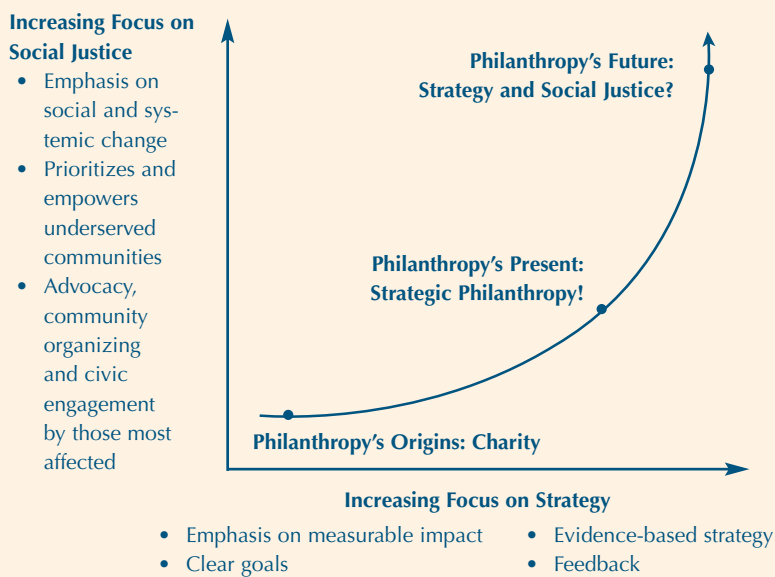 Increasing Focus on
Social Justice
• Emphasis on
social and sys-
temic change
• Prioritizes and
empowers
underserved
communities
• Advocacy,
community
organizing
and civic
engagement
by those most
affected
Philanthropy's Future:
Strategy and Social Justice?
Philanthropy's Present:
Strategic Philanthropy!
Philanthropy's Origins: Charity
Increasing Focus on Strategy
• Emphasis on measurable impact
• Clear goals
• Evidence-based strategy
• Feedback